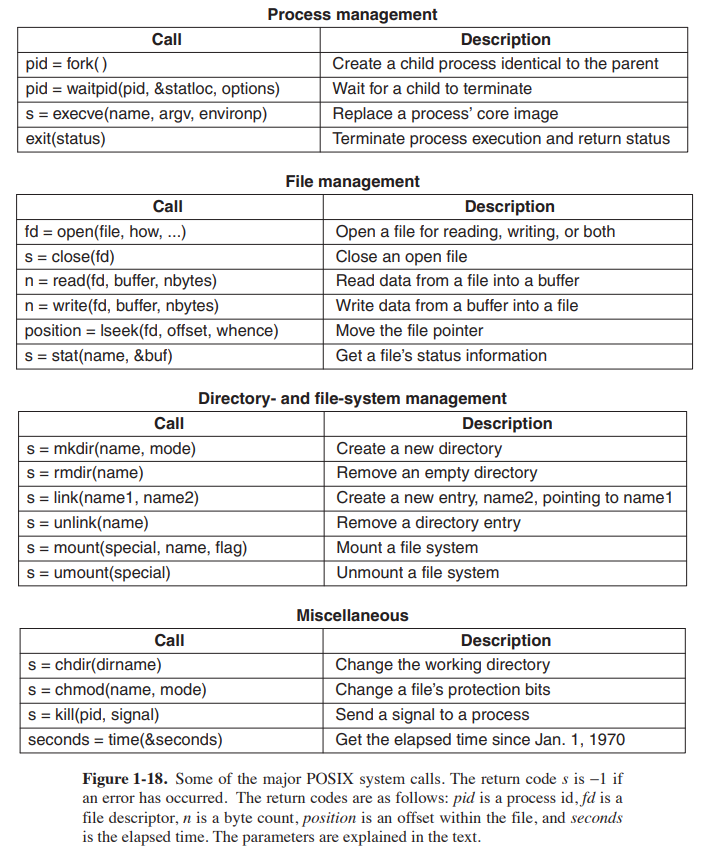 Process management
Call Description
pid = fork( ) Create a child process identical to the parent
pid = waitpid(pid, &statloc, options) Wait for a child to terminate
s = execve(name, argv, environp) Replace a process' core image
exit(status) Terminate process execution and return status
File management
Call Description
fd = open(file, how, ...) Open a file for reading, writing, or both
s = close(fd) Close an open file
n = read(fd, buffer, nbytes) Read data from a file into a buffer
n = write(fd, buffer, nbytes) Write data from a buffer into a file
position = lseek(fd, offset, whence) Move the file pointer
s = stat(name, &buf) Get a file's status information
Directory- and file-system management
Call Description
s = mkdir(name, mode) Create a new directory
s = rmdir(name) Remove an empty directory
s = link(name1, name2) Create a new entry, name2, pointing to name1
s = unlink(name) Remove a directory entry
s = mount(special, name, flag) Mount a file system
s = umount(special) Unmount a file system
Miscellaneous
Call Description
s = chdir(dirname) Change the working directory
s = chmod(name, mode) Change a file's protection bits
s = kill(pid, signal) Send a signal to a process
seconds = time(&seconds) Get the elapsed time since Jan. 1, 1970
Figure 1-18. Some of the major POSIX system calls. The return code s is −1 if
an error has occurred. The return codes are as follows: pid is a process id, fd is a
file descriptor, n is a byte count, position is an offset within the file, and seconds
is the elapsed time. The parameters are explained in the text.